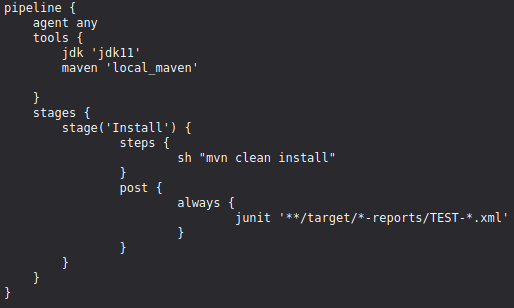 pipeline {
    agent any
    tools {
        jdk 'jdk11'
        maven 'local_maven'

    }
    stages {
        stage('Install') {
                steps {
                        sh "mvn clean install"
                }
                post {
                        always {
                                junit '**/target/*-reports/TEST-*.xml'
                        }
                }
        }
    }
}